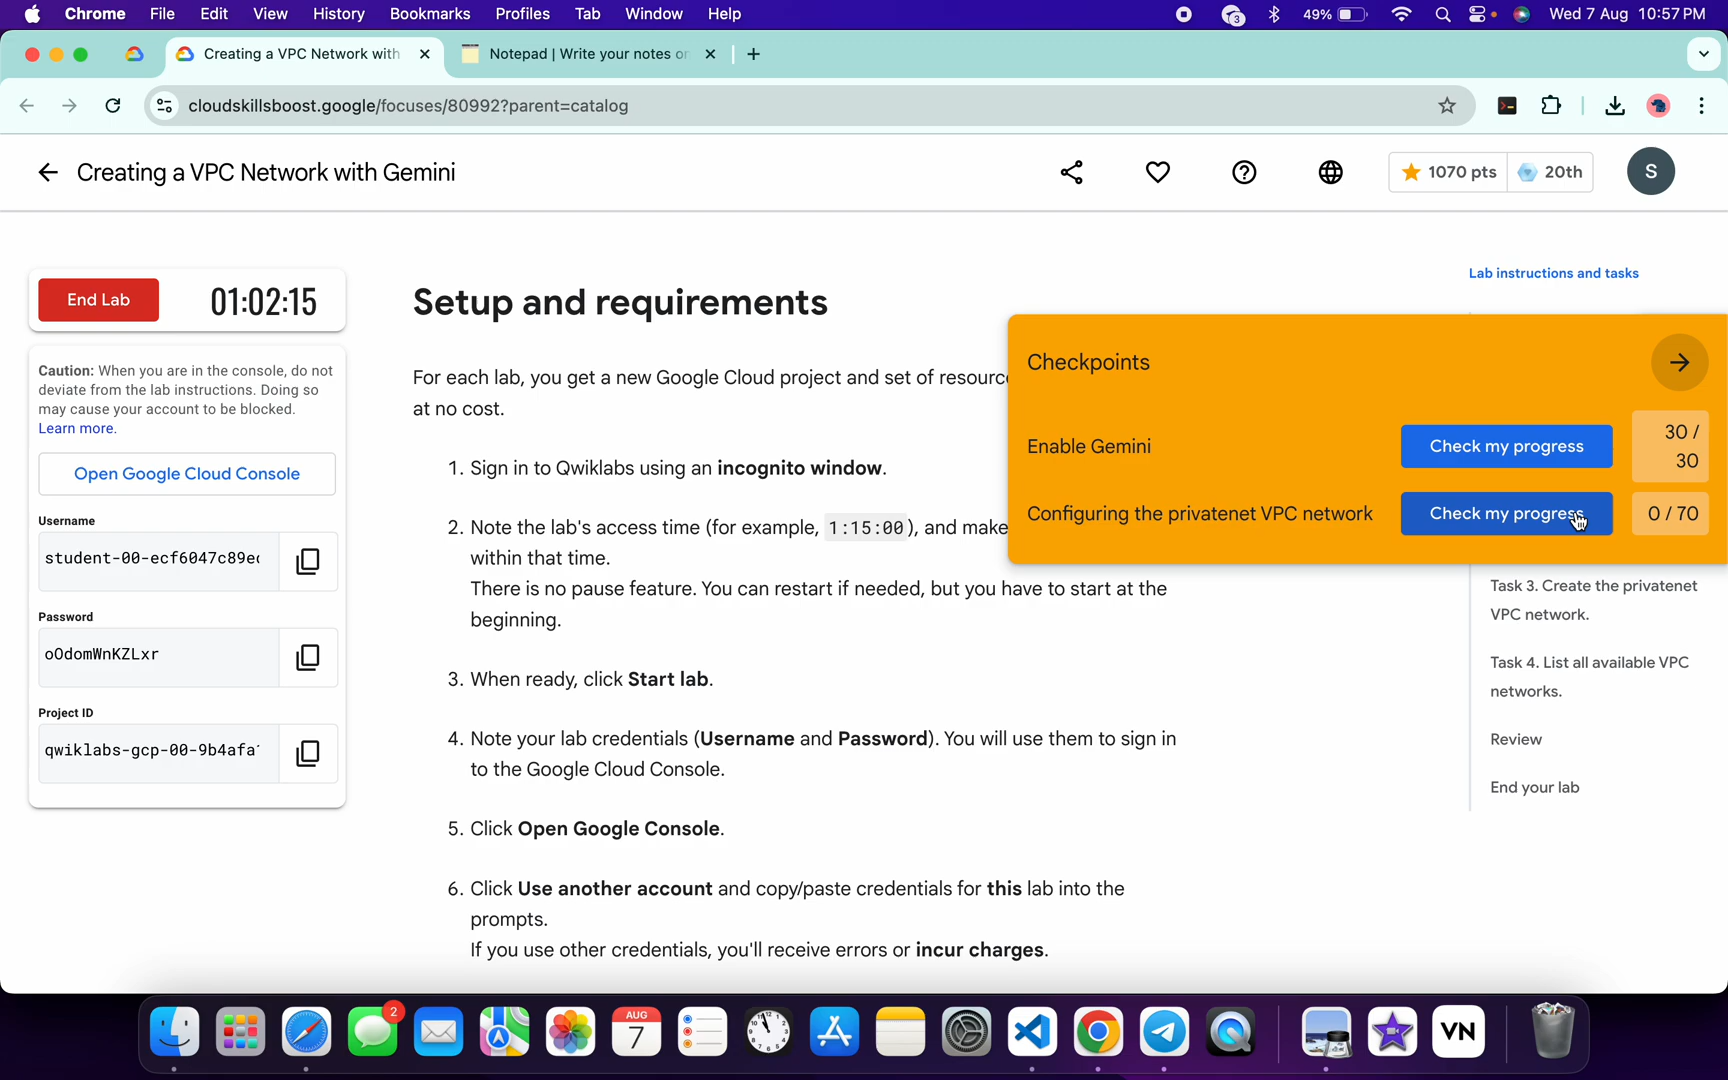 Chrome File Edit View History Bookmarks Profiles Tab Window Help
3 49% Wed 7 Aug 10:57 PM
Creating a VPC Network with
Notepad | Write your notes or
cloudskillsboost.google/focuses/80992?parent=catalog
Creating a VPC Network with Gemini
1070 pts 20th S
End Lab 01:02:15
Caution: When you are in the console, do not
deviate from the lab instructions. Doing so
may cause your account to be blocked.
Learn more.
Open Google Cloud Console
Username
student-00-ecf6047c89e
Password
oOdomWnKZLxr
Project ID
qwiklabs-gcp-00-9b4afa
Setup and requirements
For each lab, you get a new Google Cloud project and set of resourc
at no cost.
1. Sign in to Qwiklabs using an incognito window.
2. Note the lab's access time (for example, 1:15:00), and make
within that time.
There is no pause feature. You can restart if needed, but you have to start at the
beginning.
3. When ready, click Start lab.
4. Note your lab credentials (Username and Password). You will use them to sign in
to the Google Cloud Console.
5. Click Open Google Console.
6. Click Use another account and copy/paste credentials for this lab into the
prompts.
If you use other credentials, you'll receive errors or incur charges.
Lab instructions and tasks
Checkpoints
Enable Gemini Check my progress 30 /
30
Configuring the privatenet VPC network Check my progress 0 / 70
Task 3. Create the privatenet
VPC network.
Task 4. List all available VPC
networks.
Review
End your lab
2
AUG
7
VN